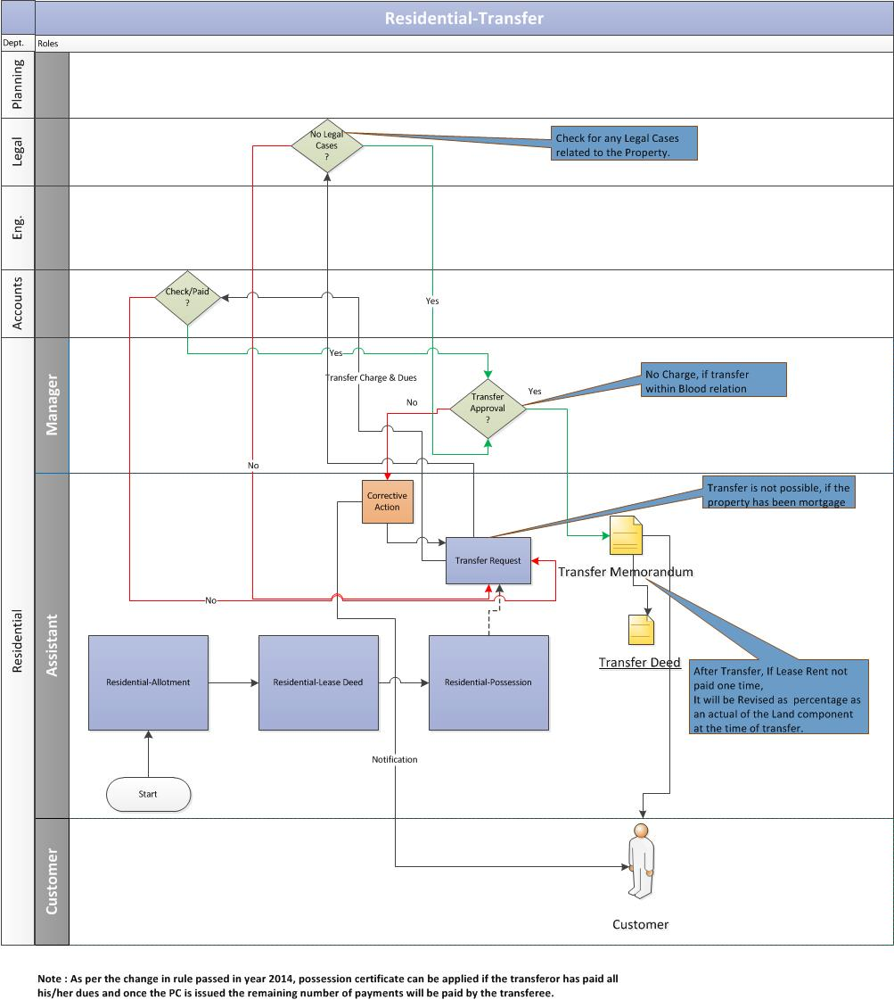 Residential-Transfer
Dept.
Roles
Planning
Legal
No Legal
Cases
?
Check for any Legal Cases
related to the Property.
Eng.
Accounts
Check/Paid
?
Yes
Yes
Transfer Charge & Dues
Manager
No Charge, if transfer
within Blood relation
Transfer
Approval
?
Yes
No
No
Residential
Assistant
Corrective
Action
Transfer is not possible, if the
property has been mortgage
Transfer Request
Transfer Memorandum
No
Transfer Deed
Residential-Allotment
Residential-Lease Deed
Residential-Possession
After Transfer, If Lease Rent not
paid one time,
It will be Revised as  percentage as
an actual of the Land component
at the time of transfer.
Notification
Start
Customer
Customer
Note : As per the change in rule passed in year 2014, possession certificate can be applied if the transferor has paid all
his/her dues and once the PC is issued the remaining number of payments will be paid by the transferee.